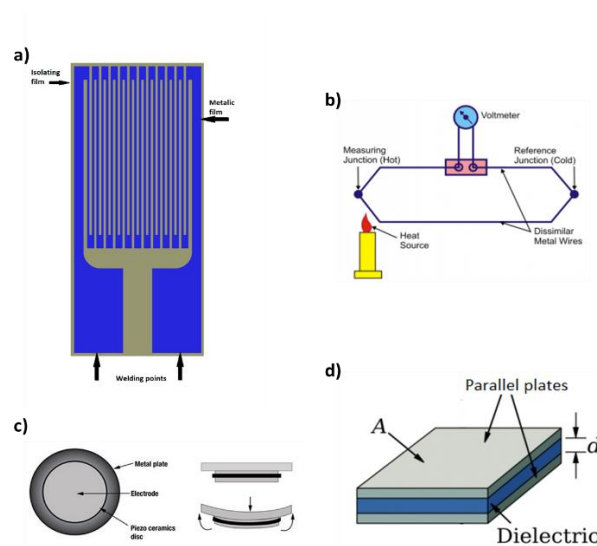 a)
Isolating
film
Metalic
film
Welding points
b)
Voltmeter
Measuring
Junction (Hot)
Reference
Junction (Cold)
Heat
Source
Dissimilar
Metal Wires
c)
Metal plate
Electrode
Piezo ceramics
disc
d)
Parallel plates
A
d
Dielectric